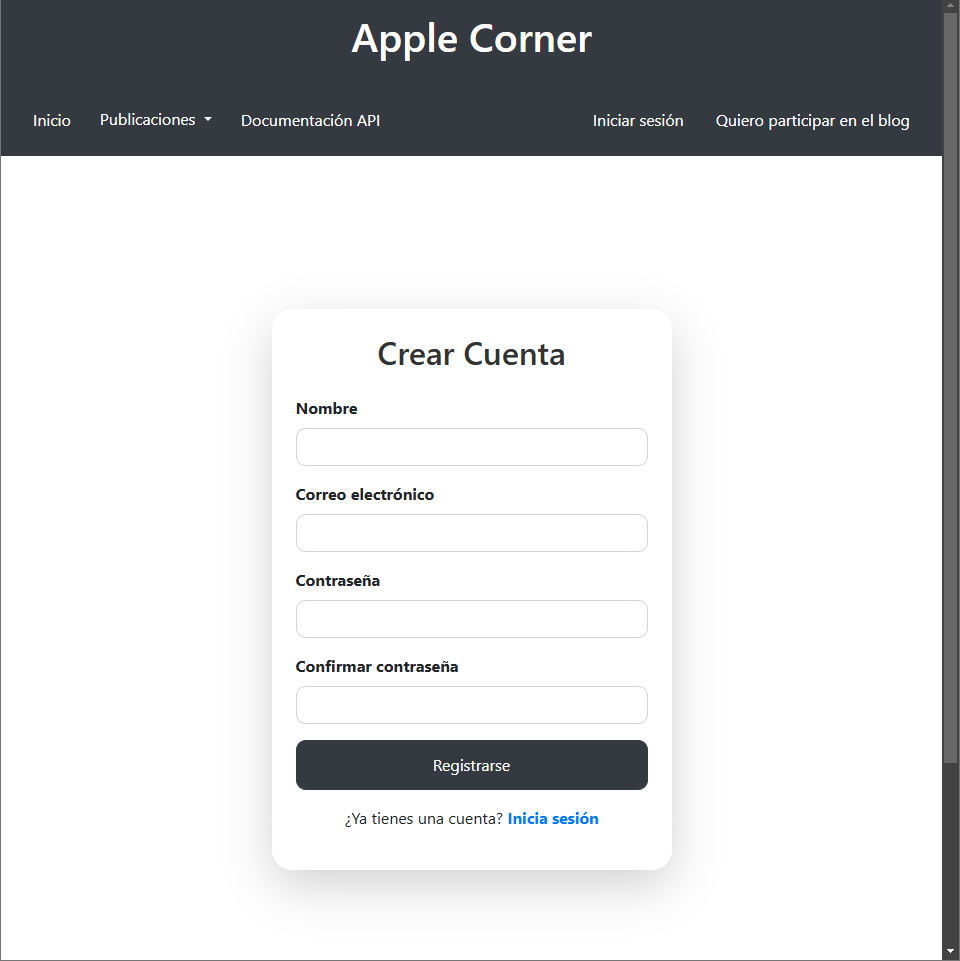 Apple Corner
Inicio Publicaciones Documentación API Iniciar sesión Quiero participar en el blog
Crear Cuenta
Nombre
Correo electrónico
Contraseña
Confirmar contraseña
Registrarse
¿Ya tienes una cuenta? Inicia sesión